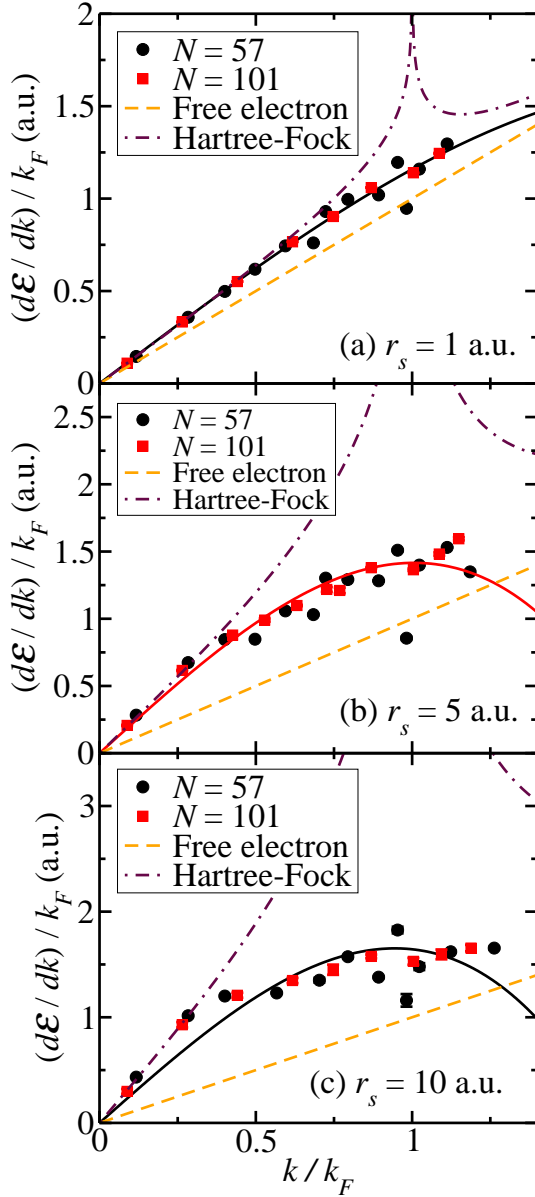 2
1.5
1
0.5
0
(dℰ/dk) / k_F (a.u.)
N = 57
N = 101
Free electron
Hartree-Fock
(a) r_s = 1 a.u.
2.5
2
1.5
1
0.5
0
(dℰ/dk) / k_F (a.u.)
N = 57
N = 101
Free electron
Hartree-Fock
(b) r_s = 5 a.u.
3
2
1
0
(dℰ/dk) / k_F (a.u.)
N = 57
N = 101
Free electron
Hartree-Fock
(c) r_s = 10 a.u.
0 0.5 1
k / k_F